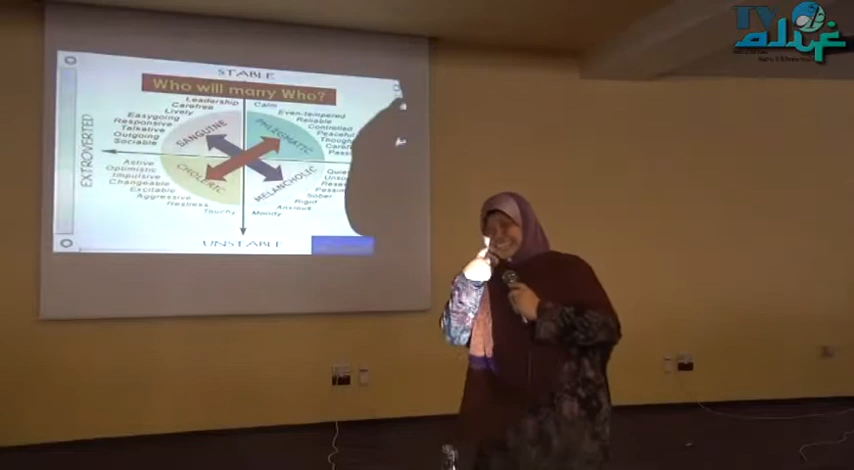 TV
alif
STABLE
Who will marry Who?
Leadership
Carefree
Lively
Easygoing
Responsive
Talkative
Outgoing
Sociable
SANGUINE
Calm
Even-tempered
Reliable
Controlled
Peaceful
PHLEGMATIC
EXTROVERTED
Active
Optimistic
Impulsive
Changeable
Excitable
Aggressive
Restless
Touchy
CHOLERIC
MELANCHOLIC
Sober
Rigid
Anxious
Moody
UNSTABLE